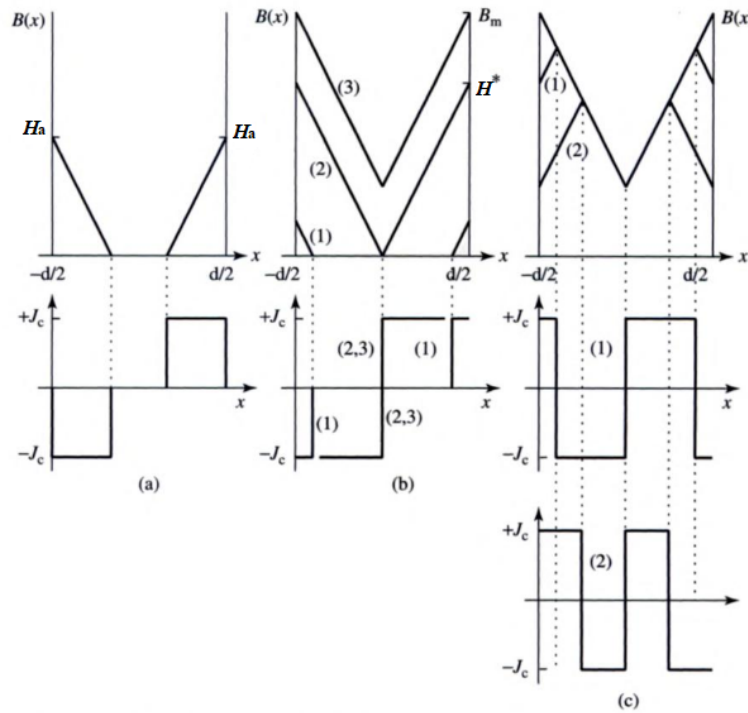 B(x)
Ha
Ha
x
−d/2
d/2
+Jc
x
−Jc
(a)
B(x)
Bm
H*
(3)
(2)
(1)
x
−d/2
d/2
+Jc
(2,3)
(1)
x
(1)
(2,3)
−Jc
(b)
B(x
(1)
(2)
x
−d/2
d/2
+Jc
(1)
x
−Jc
+Jc
(2)
−Jc
(c)